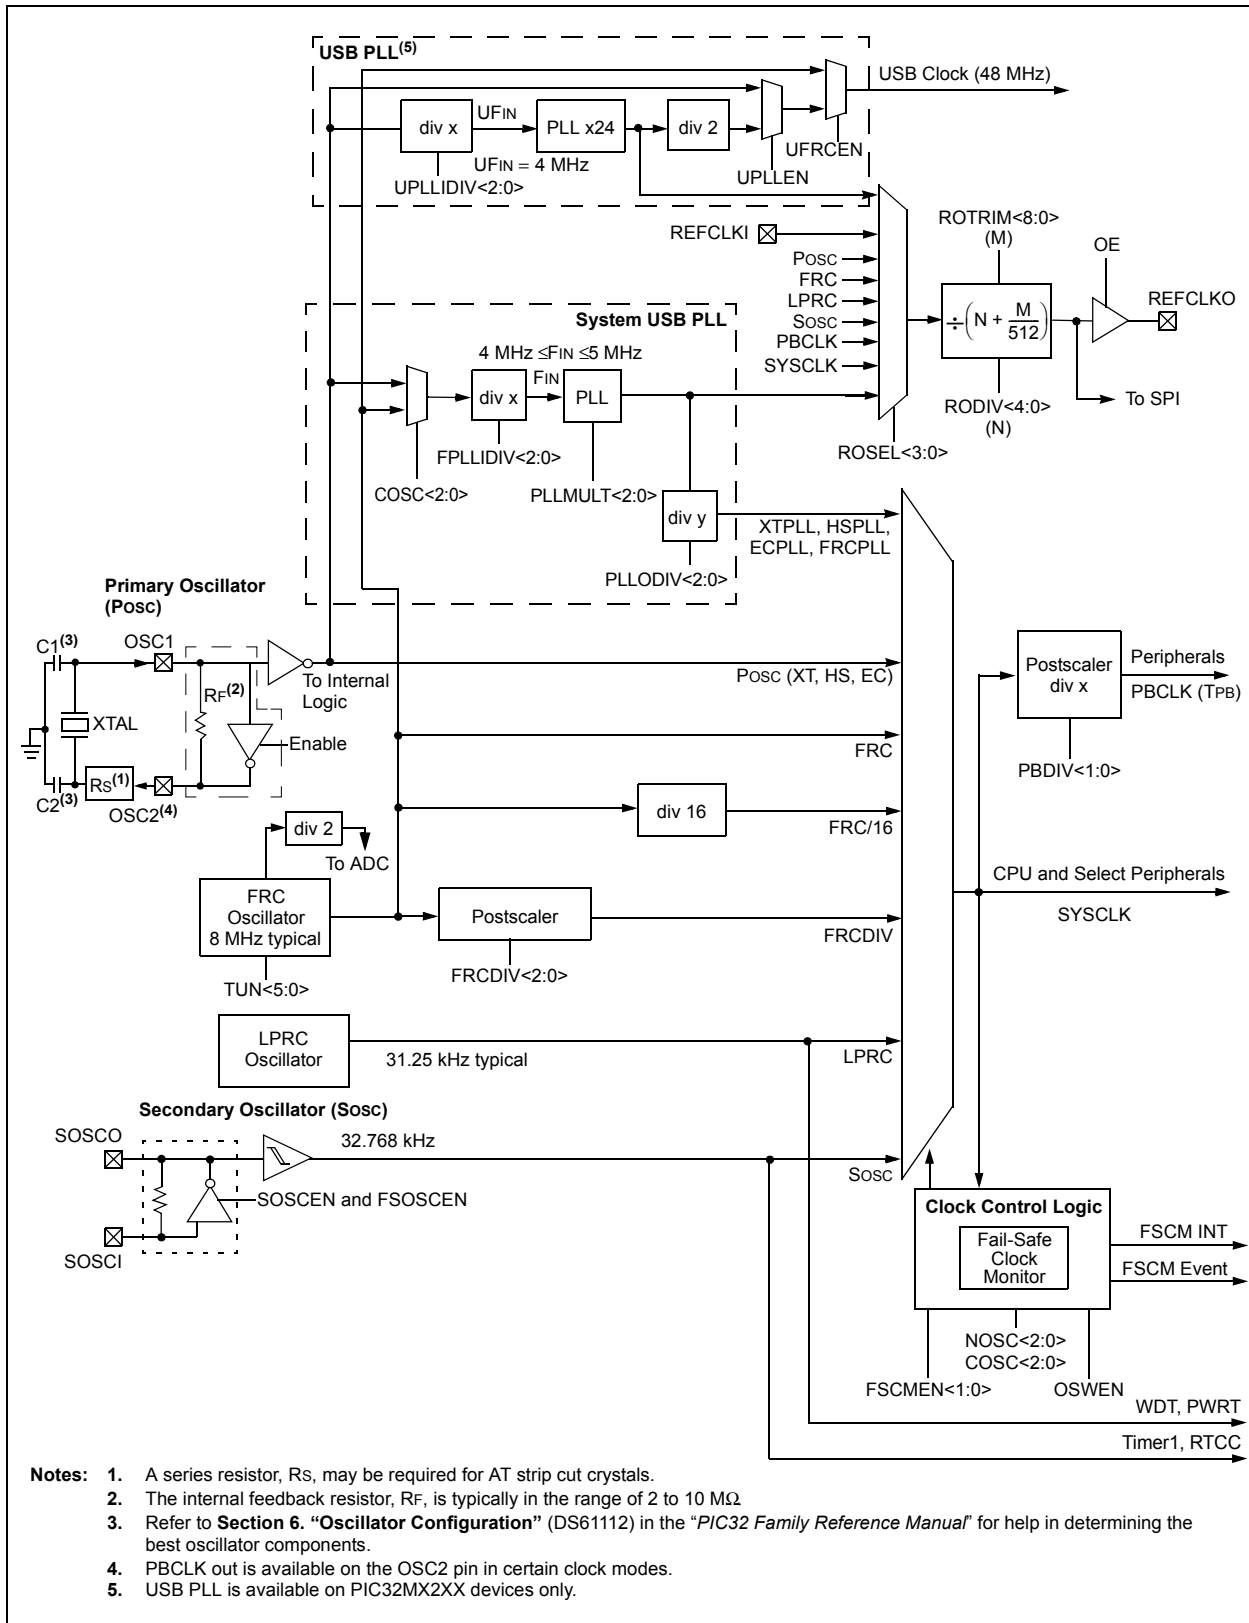 USB PLL(5)
USB Clock (48 MHz)
div x
UFIN
PLL x24
div 2
UFIN = 4 MHz
UFRCEN
UPLLEN
UPLLIDIV<2:0>
REFCLKI
POSC
FRC
LPRC
SOSC
PBCLK
SYSCLK
ROTRIM<8:0>
(M)
OE
REFCLKO
÷(N + M/512)
To SPI
RODIV<4:0>
(N)
ROSEL<3:0>
System USB PLL
4 MHz ≤FIN ≤5 MHz
FIN
div x
PLL
FPLLIDIV<2:0>
COSC<2:0>
PLLMULT<2:0>
div y
XTPLL, HSPLL,
ECPLL, FRCPLL
PLLODIV<2:0>
Primary Oscillator
(POSC)
C1(3)
OSC1
RF(2)
To Internal
Logic
XTAL
Enable
RS(1)
C2(3)
OSC2(4)
POSC (XT, HS, EC)
FRC
div 16
FRC/16
Postscaler
div x
Peripherals
PBCLK (TPB)
PBDIV<1:0>
div 2
To ADC
FRC
Oscillator
8 MHz typical
TUN<5:0>
Postscaler
FRCDIV
FRCDIV<2:0>
CPU and Select Peripherals
SYSCLK
LPRC
Oscillator
31.25 kHz typical
LPRC
Secondary Oscillator (SOSC)
SOSCO
32.768 kHz
SOSC
SOSCEN and FSOSCEN
SOSCI
Clock Control Logic
Fail-Safe
Clock
Monitor
FSCM INT
FSCM Event
NOSC<2:0>
COSC<2:0>
FSCMEN<1:0>
OSWEN
WDT, PWRT
Timer1, RTCC
Notes: 1. A series resistor, RS, may be required for AT strip cut crystals.
2. The internal feedback resistor, RF, is typically in the range of 2 to 10 MΩ
3. Refer to Section 6. “Oscillator Configuration” (DS61112) in the “PIC32 Family Reference Manual” for help in determining the
best oscillator components.
4. PBCLK out is available on the OSC2 pin in certain clock modes.
5. USB PLL is available on PIC32MX2XX devices only.